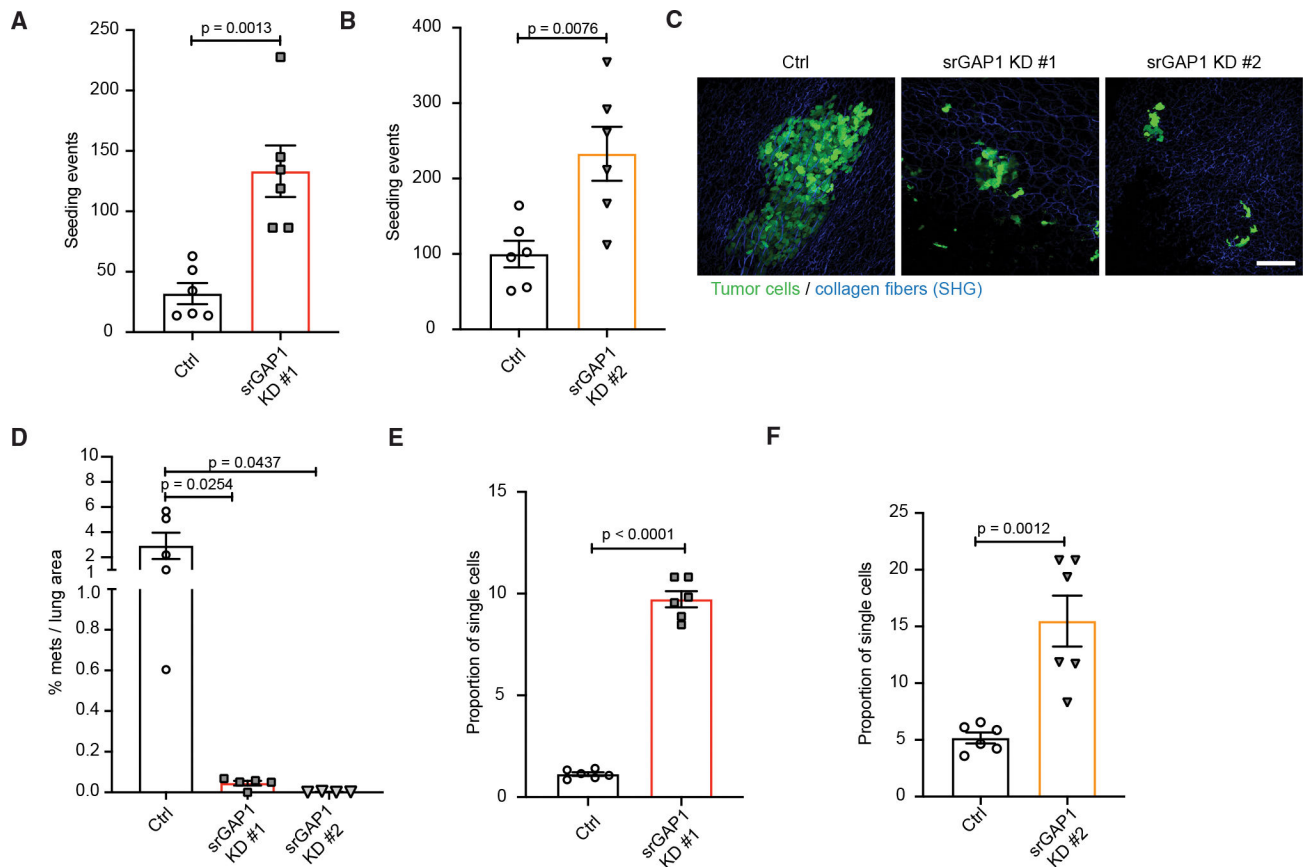 A
250
200
150
100
50
0
Seeding events
p = 0.0013
Ctrl
srGAP1
KD #1
B
400
300
200
100
0
Seeding events
p = 0.0076
Ctrl
srGAP1
KD #2
C
Ctrl
srGAP1 KD #1
srGAP1 KD #2
Tumor cells / collagen fibers (SHG)
D
10
8
6
4
2
1
1.0
0.8
0.6
0.4
0.2
0.0
% mets / lung area
p = 0.0437
p = 0.0254
Ctrl
srGAP1
KD #1
srGAP1
KD #2
E
15
10
5
0
Proportion of single cells
p < 0.0001
Ctrl
srGAP1
KD #1
F
25
20
15
10
5
0
Proportion of single cells
p = 0.0012
Ctrl
srGAP1
KD #2